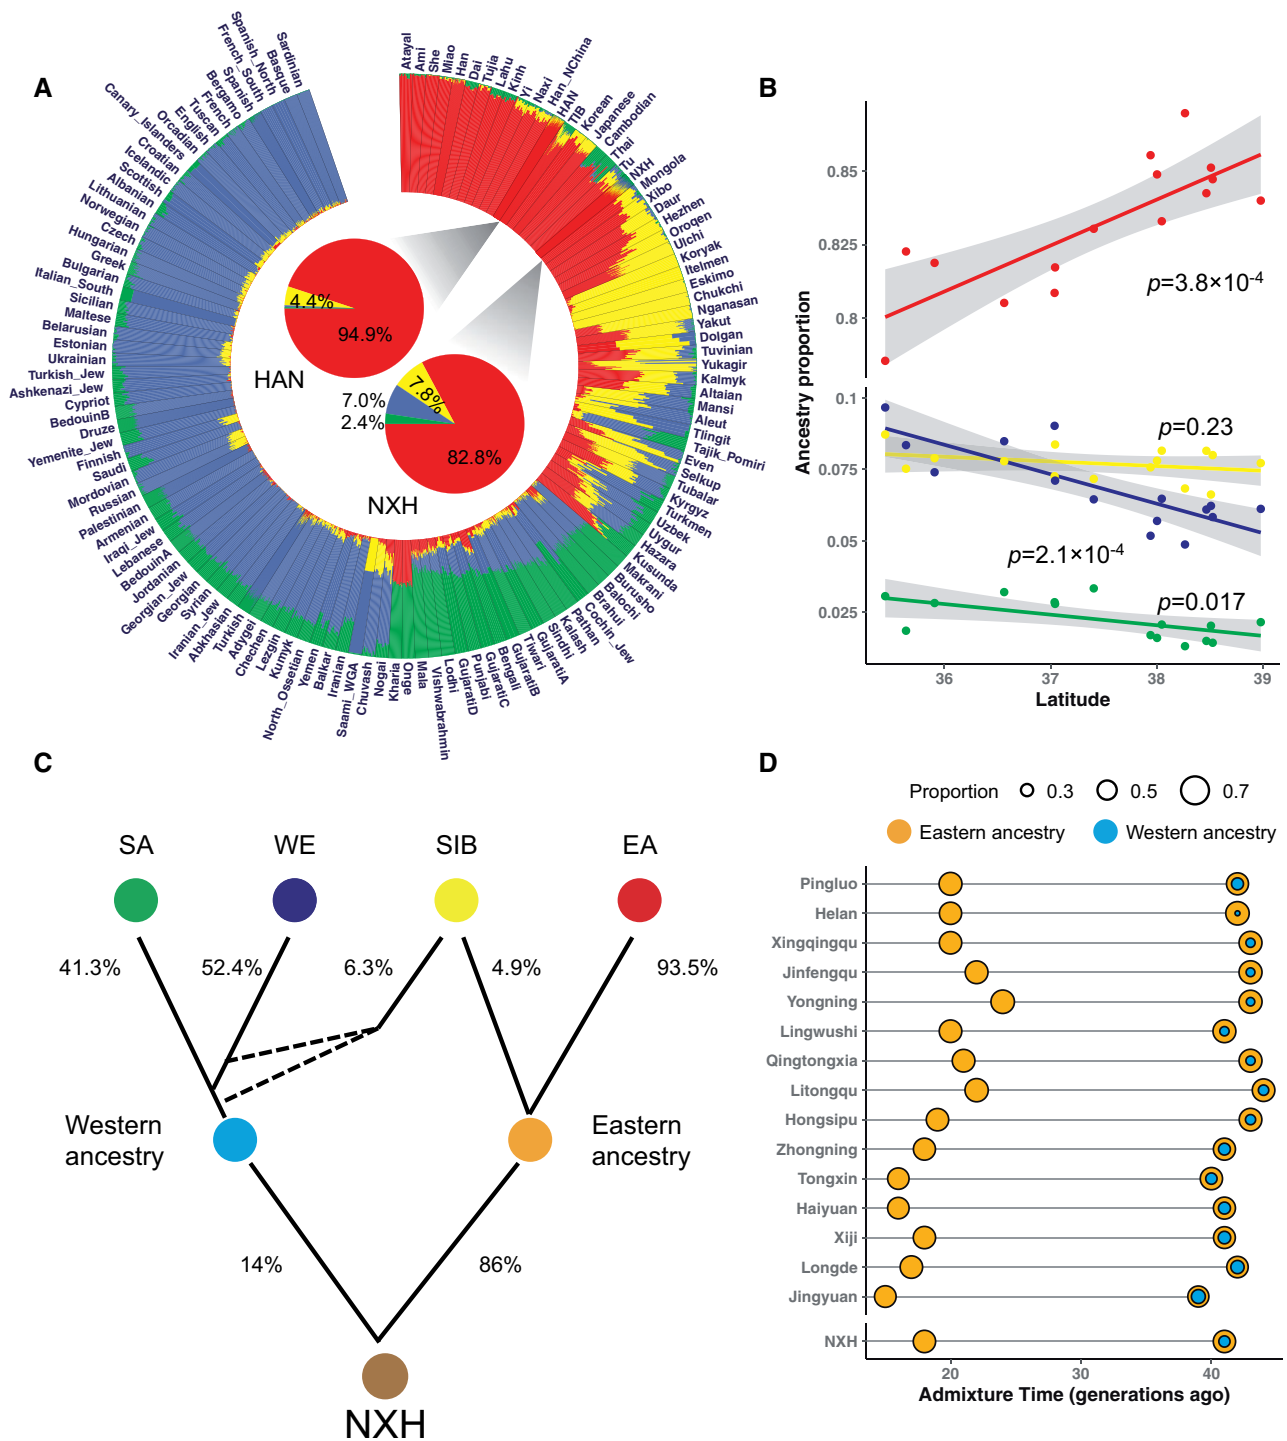 A
Sardinian
Basque
Spanish_North
French_South
Spanish
French
Bergamo
Tuscan
English
Orcadian
Canary_Islanders
Croatian
Icelandic
Scottish
Albanian
Lithuanian
Norwegian
Czech
Hungarian
Greek
Bulgarian
Italian_South
Sicilian
Maltese
Belarusian
Estonian
Ukrainian
Turkish_Jew
Ashkenazi_Jew
Cypriot
BedouinB
Druze
Yemenite_Jew
Finnish
Saudi
Mordovian
Russian
Palestinian
Armenian
Iraqi_Jew
Lebanese
BedouinA
Jordanian
Georgian_Jew
Georgian
Syrian
Iranian_Jew
Abkhasian
Turkish
Adygei
Chechen
Lezgin
Kumyk
North_Ossetian
Yemen
Balkar
Iranian
Saami_WGA
Chuvash
Nogai
Kharia
Onge
Mala
Vishwabrahmin
Lodhi
GujaratiD
Punjabi
GujaratiC
Bengali
GujaratiB
Tiwari
GujaratiA
Sindhi
Kalash
Pathan
Cochin_Jew
Brahui
Balochi
Burusho
Makrani
Kusunda
Hazara
Uygur
Uzbek
Turkmen
Kyrgyz
Tubalar
Selkup
Even
Tajik_Pomiri
Tlingit
Aleut
Mansi
Altaian
Kalmyk
Yukagir
Tuvinian
Dolgan
Yakut
Nganasan
Chukchi
Eskimo
Itelmen
Koryak
Ulchi
Oroqen
Hezhen
Daur
Xibo
Mongola
NXH
Tu
Thai
Cambodian
Japanese
Korean
TIB
HAN
Han_NChina
Naxi
Yi
Kinh
Lahu
Tujia
Dai
Han
Miao
She
Ami
Atayal
4.4%
94.9%
HAN
7.8%
7.0%
2.4%
82.8%
NXH
B
Ancestry proportion
0.85
0.825
0.8
0.1
0.075
0.05
0.025
p=3.8×10-4
p=0.23
p=2.1×10-4
p=0.017
36
37
38
39
Latitude
C
SA
WE
SIB
EA
41.3%
52.4%
6.3%
4.9%
93.5%
Western
ancestry
Eastern
ancestry
14%
86%
NXH
D
Proportion 0.3 0.5 0.7
Eastern ancestry Western ancestry
Pingluo
Helan
Xingqingqu
Jinfengqu
Yongning
Lingwushi
Qingtongxia
Litongqu
Hongsipu
Zhongning
Tongxin
Haiyuan
Xiji
Longde
Jingyuan
NXH
20
30
40
Admixture Time (generations ago)